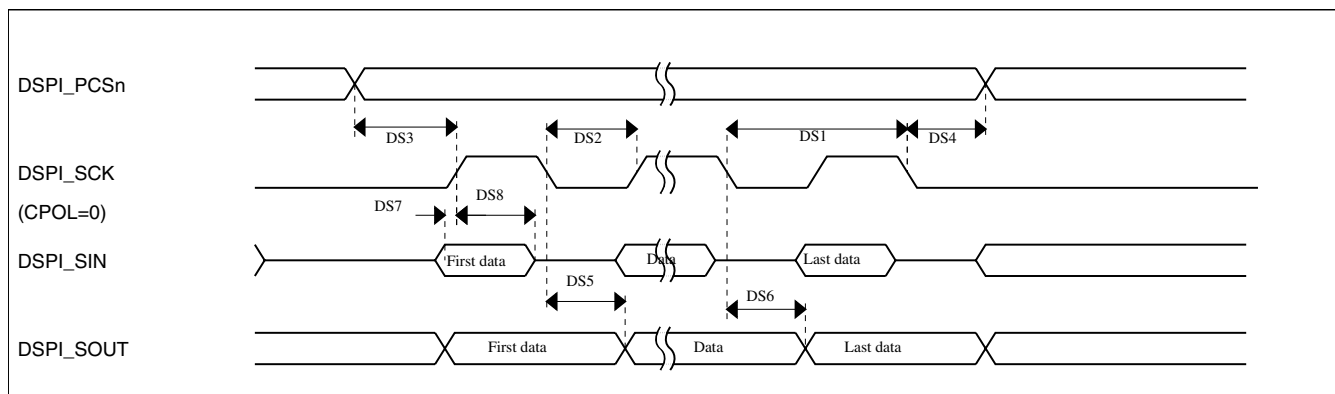 DSPI_PCSn
DS3
DS2
DS1
DS4
DSPI_SCK
(CPOL=0)
DS7
DS8
DSPI_SIN
First data
Data
Last data
DS5
DS6
DSPI_SOUT
First data
Data
Last data